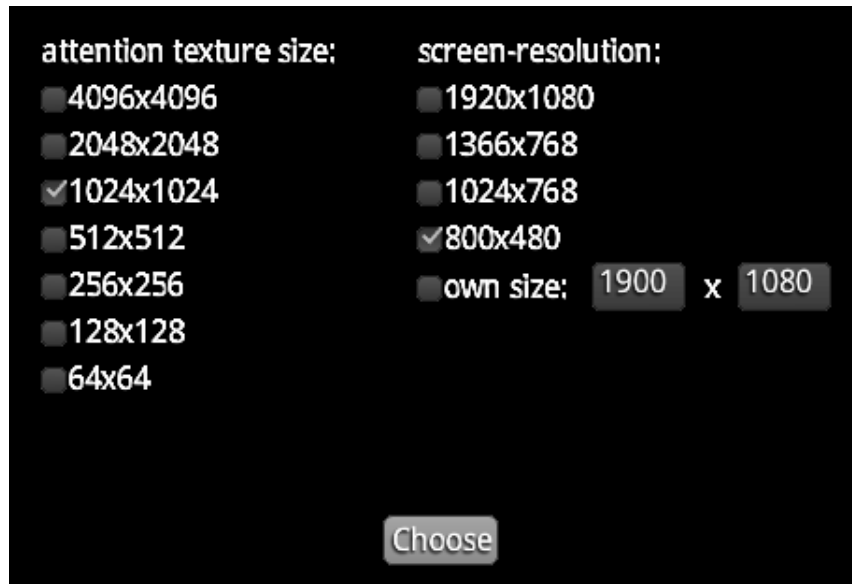 attention texture size:
4096x4096
2048x2048
1024x1024
512x512
256x256
128x128
64x64
screen-resolution:
1920x1080
1366x768
1024x768
800x480
own size: 1900 x 1080
Choose